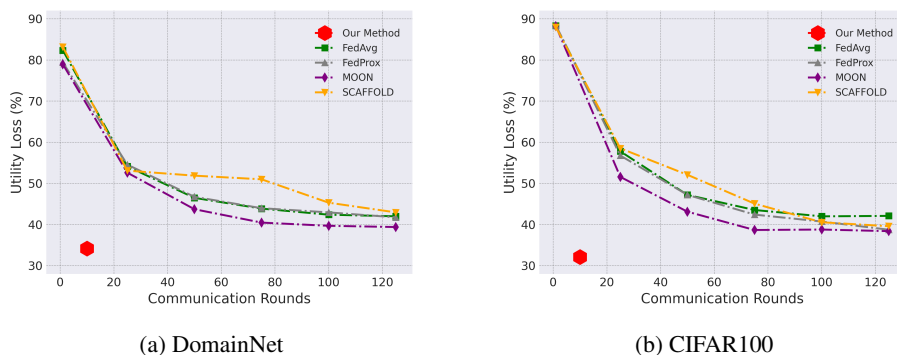 90
80
70
60
50
40
30
Utility Loss (%)
0 20 40 60 80 100 120
Communication Rounds
Our Method
FedAvg
FedProx
MOON
SCAFFOLD
(a) DomainNet
90
80
70
60
50
40
30
Utility Loss (%)
0 20 40 60 80 100 120
Communication Rounds
Our Method
FedAvg
FedProx
MOON
SCAFFOLD
(b) CIFAR100